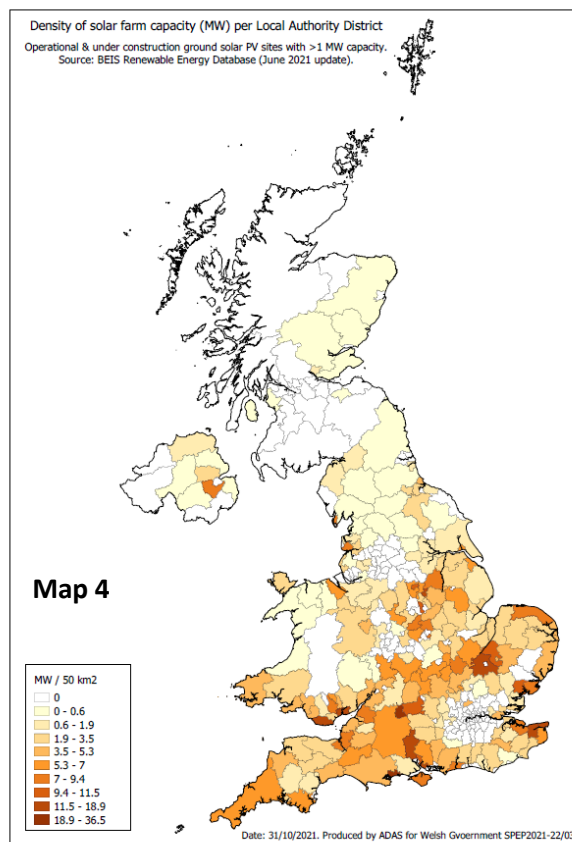 Density of solar farm capacity (MW) per Local Authority District
Operational & under construction ground solar PV sites with >1 MW capacity.
Source: BEIS Renewable Energy Database (June 2021 update).
Map 4
MW / 50 km2
0
0 - 0.6
0.6 - 1.9
1.9 - 3.5
3.5 - 5.3
5.3 - 7
7 - 9.4
9.4 - 11.5
11.5 - 18.9
18.9 - 36.5
Date: 31/10/2021. Produced by ADAS for Welsh Gvoernment SPEP2021-22/03